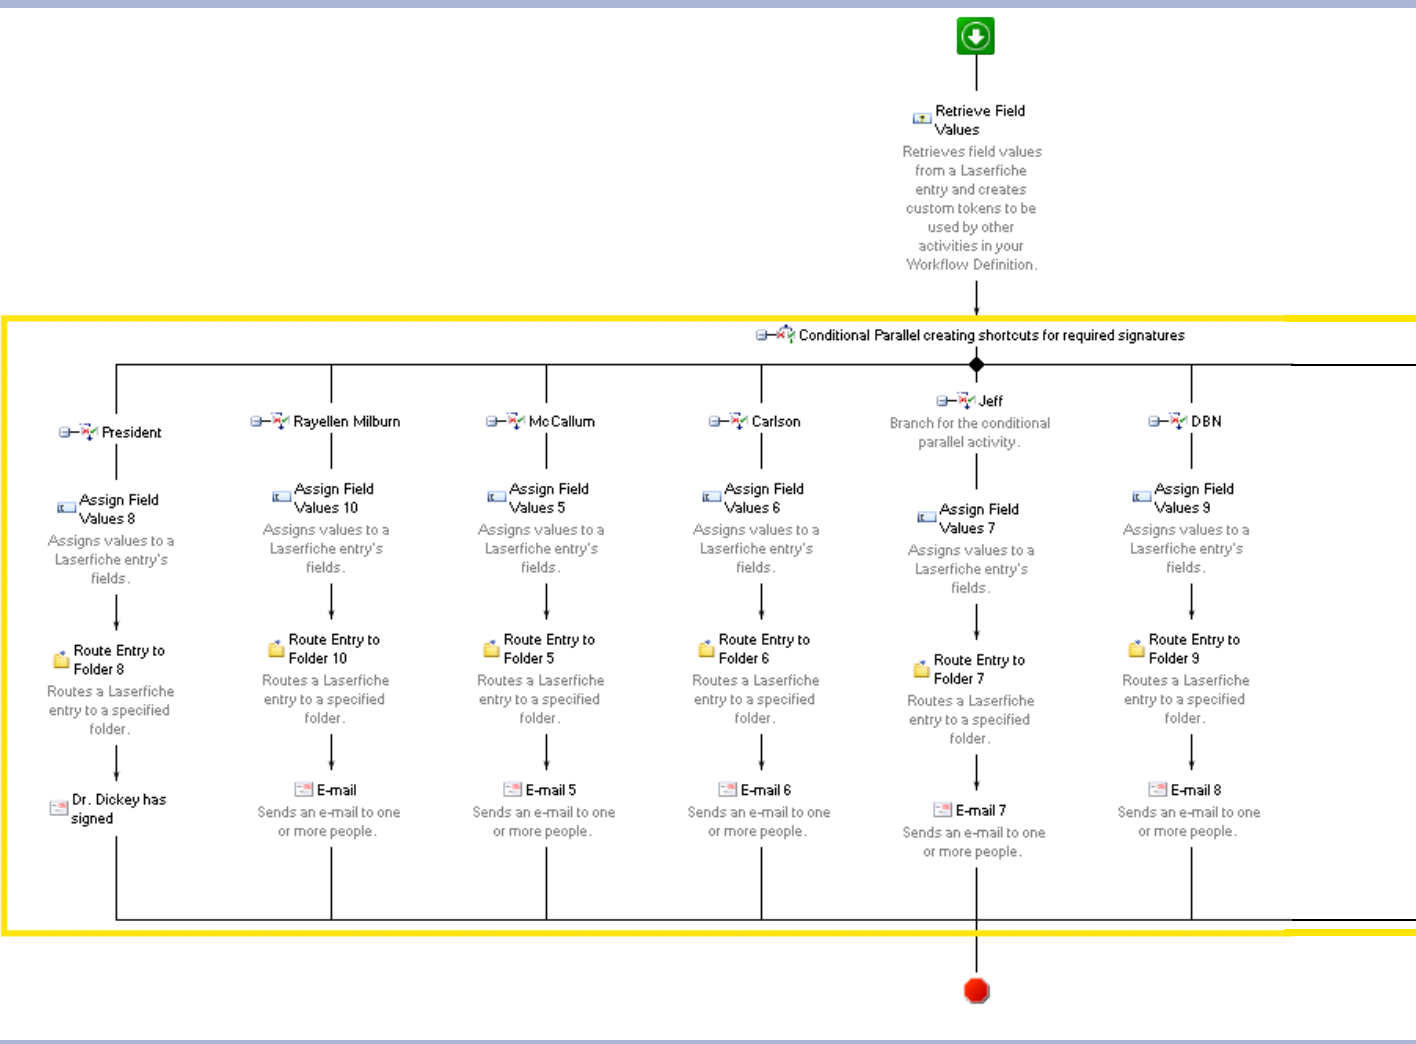 Retrieve Field
Values
Retrieves field values
from a Laserfiche
entry and creates
custom tokens to be
used by other
activities in your
Workflow Definition.
Conditional Parallel creating shortcuts for required signatures
President
Assign Field
Values 8
Assigns values to a
Laserfiche entry's
fields.
Route Entry to
Folder 8
Routes a Laserfiche
entry to a specified
folder.
Dr. Dickey has
signed
Rayellen Milburn
Assign Field
Values 10
Assigns values to a
Laserfiche entry's
fields.
Route Entry to
Folder 10
Routes a Laserfiche
entry to a specified
folder.
E-mail
Sends an e-mail to one
or more people.
McCallum
Assign Field
Values 5
Assigns values to a
Laserfiche entry's
fields.
Route Entry to
Folder 5
Routes a Laserfiche
entry to a specified
folder.
E-mail 5
Sends an e-mail to one
or more people.
Carlson
Assign Field
Values 6
Assigns values to a
Laserfiche entry's
fields.
Route Entry to
Folder 6
Routes a Laserfiche
entry to a specified
folder.
E-mail 6
Sends an e-mail to one
or more people.
Jeff
Branch for the conditional
parallel activity.
Assign Field
Values 7
Assigns values to a
Laserfiche entry's
fields.
Route Entry to
Folder 7
Routes a Laserfiche
entry to a specified
folder.
E-mail 7
Sends an e-mail to one
or more people.
DBN
Assign Field
Values 9
Assigns values to a
Laserfiche entry's
fields.
Route Entry to
Folder 9
Routes a Laserfiche
entry to a specified
folder.
E-mail 8
Sends an e-mail to one
or more people.